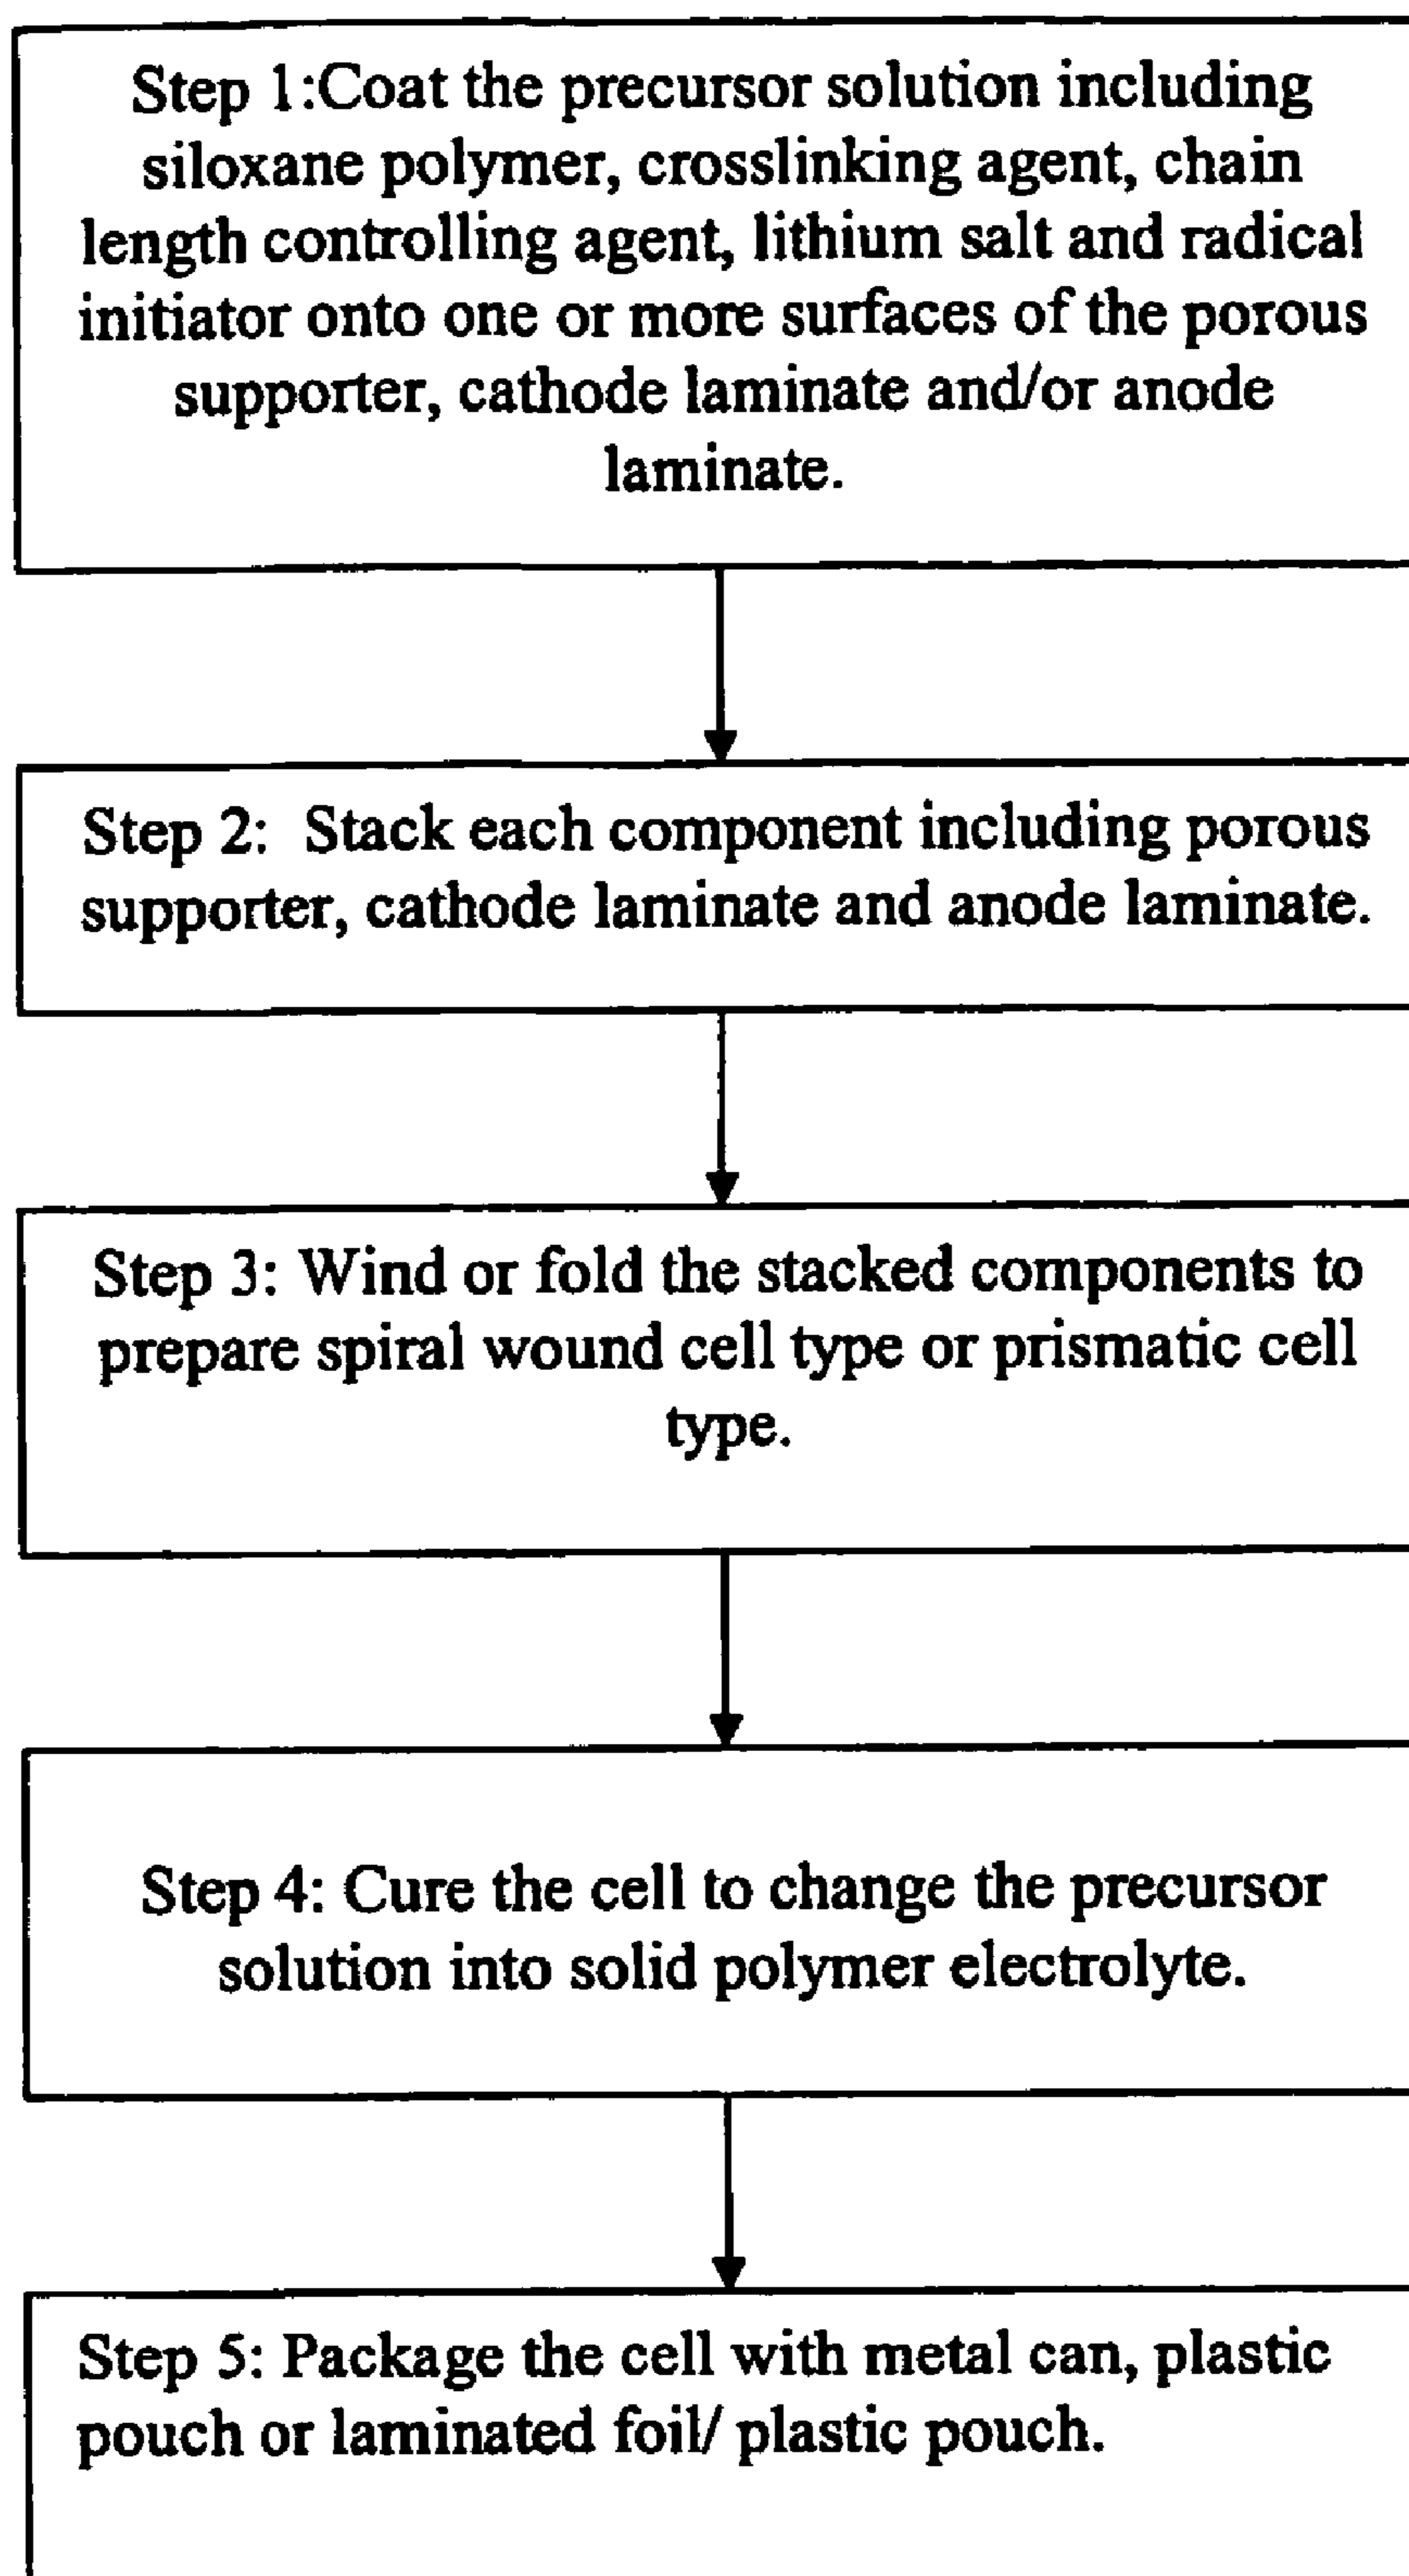 Step 1:Coat the precursor solution including
siloxane polymer, crosslinking agent, chain
length controlling agent, lithium salt and radical
initiator onto one or more surfaces of the porous
supporter, cathode laminate and/or anode
laminate.
Step 2: Stack each component including porous
supporter, cathode laminate and anode laminate.
Step 3: Wind or fold the stacked components to
prepare spiral wound cell type or prismatic cell
type.
Step 4: Cure the cell to change the precursor
solution into solid polymer electrolyte.
Step 5: Package the cell with metal can, plastic
pouch or laminated foil/ plastic pouch.